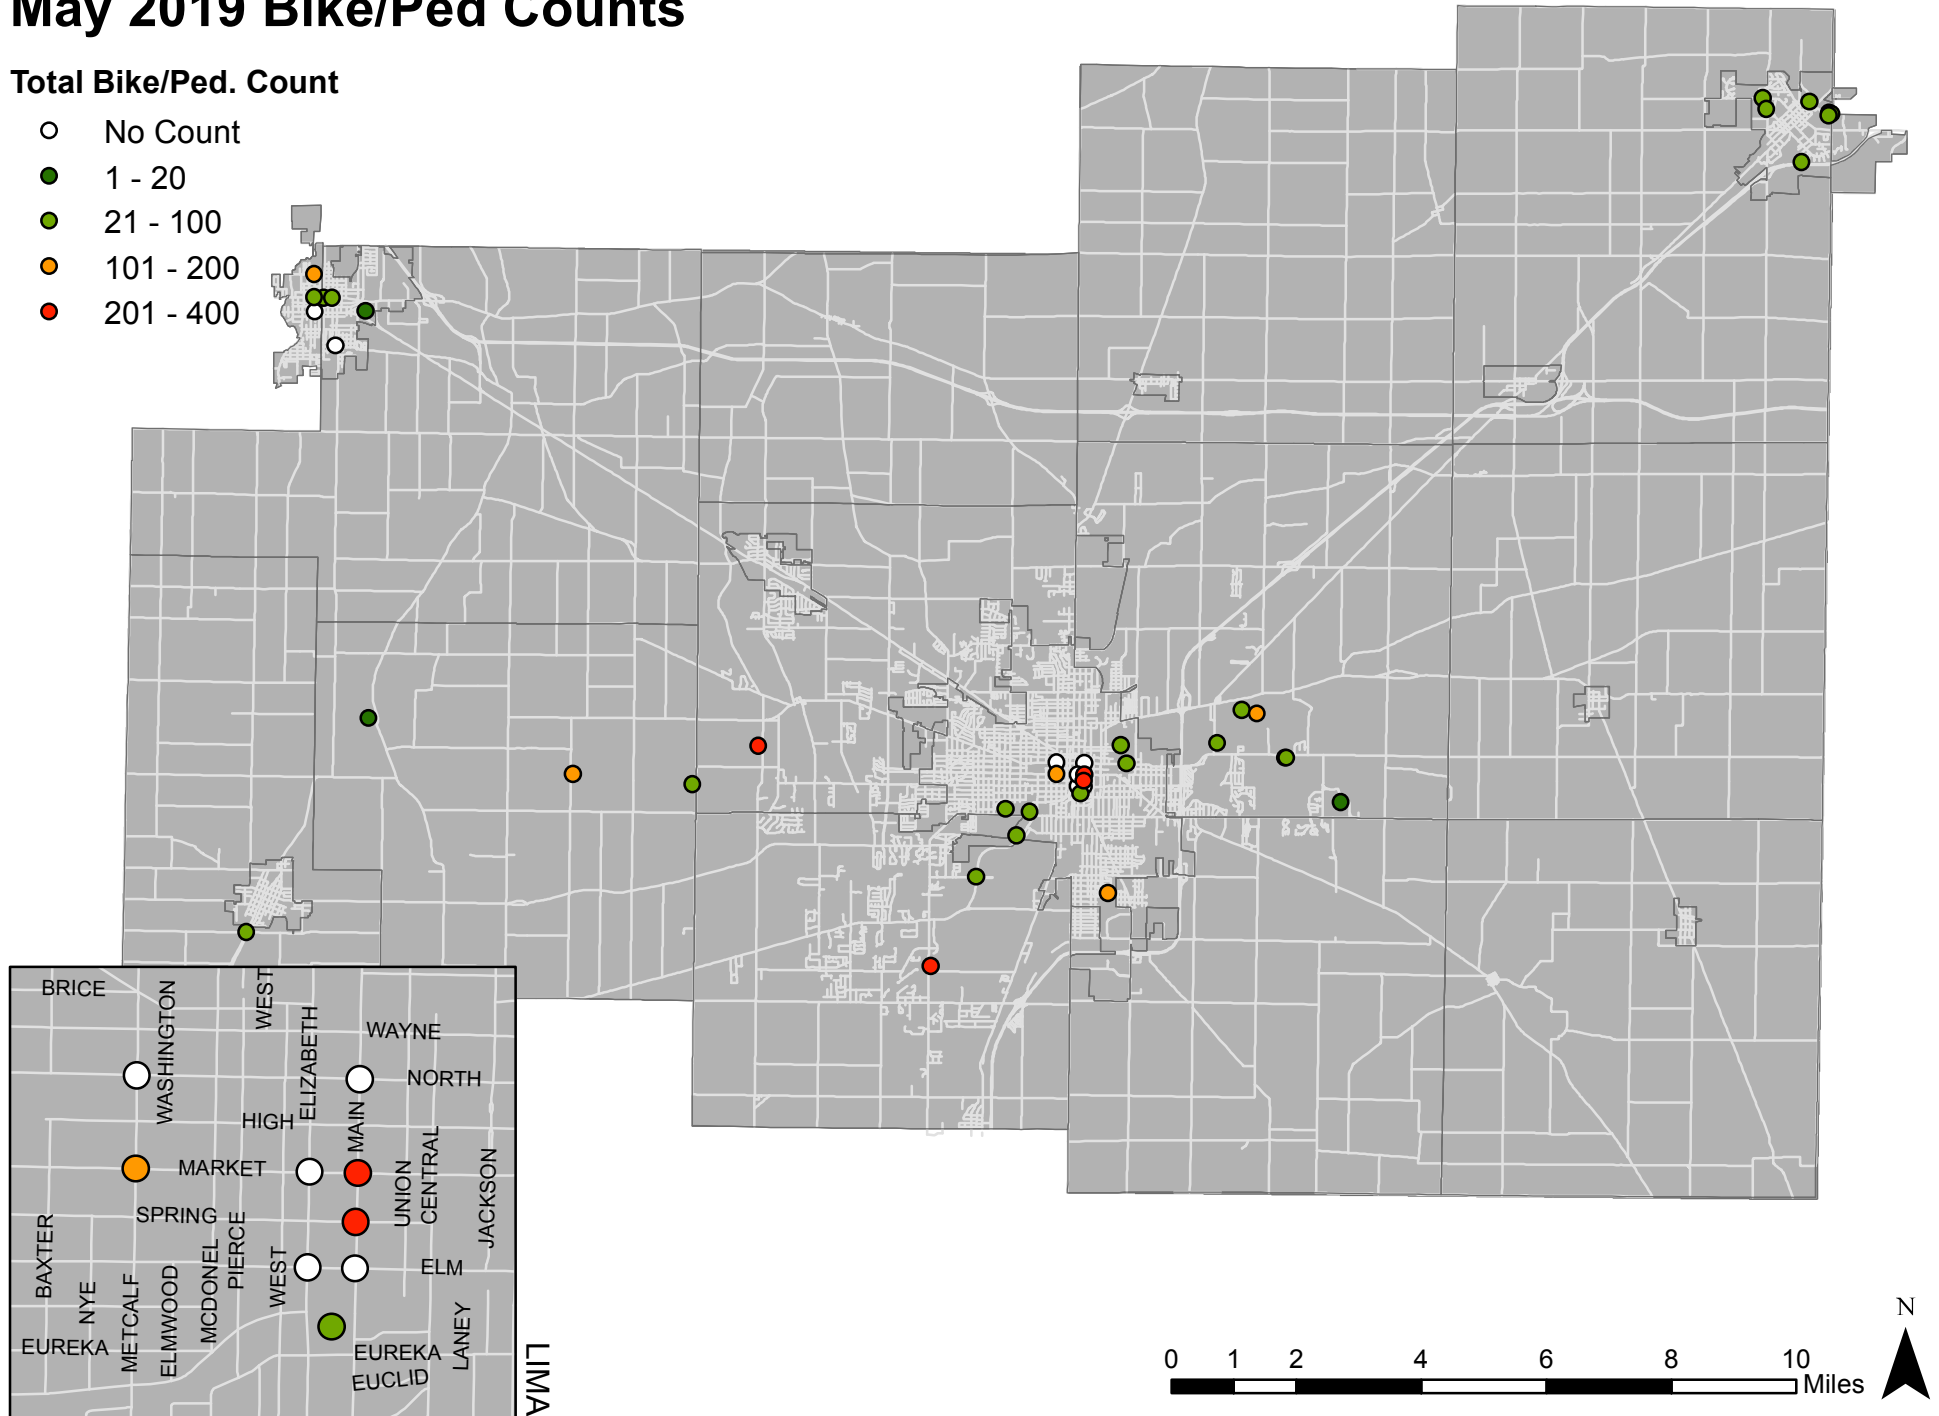 May 2019 Bike/Ped Counts
Total Bike/Ped. Count
No Count
1 - 20
21 - 100
101 - 200
201 - 400
BRICE
WASHINGTON
WEST
ELIZABETH
WAYNE
NORTH
HIGH
MAIN
MARKET
UNION
CENTRAL
JACKSON
SPRING
PIERCE
BAXTER
NYE
METCALF
ELMWOOD
MCDONEL
WEST
ELM
LANEY
EUREKA
EUREKA
EUCLID
LIMA
0 1 2 4 6 8 10
Miles
N